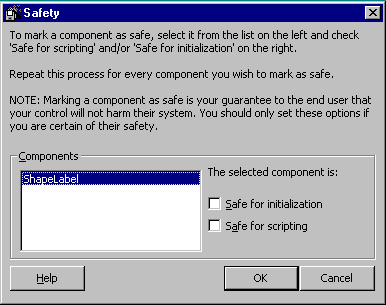 Safety
To mark a component as safe, select it from the list on the left and check
'Safe for scripting' and/or 'Safe for initialization' on the right.
Repeat this process for every component you wish to mark as safe.
NOTE: Marking a component as safe is your guarantee to the end user that
your control will not harm their system. You should only set these options if
you are certain of their safety.
Components
ShapeLabel
The selected component is:
Safe for initialization
Safe for scripting
Help
OK
Cancel